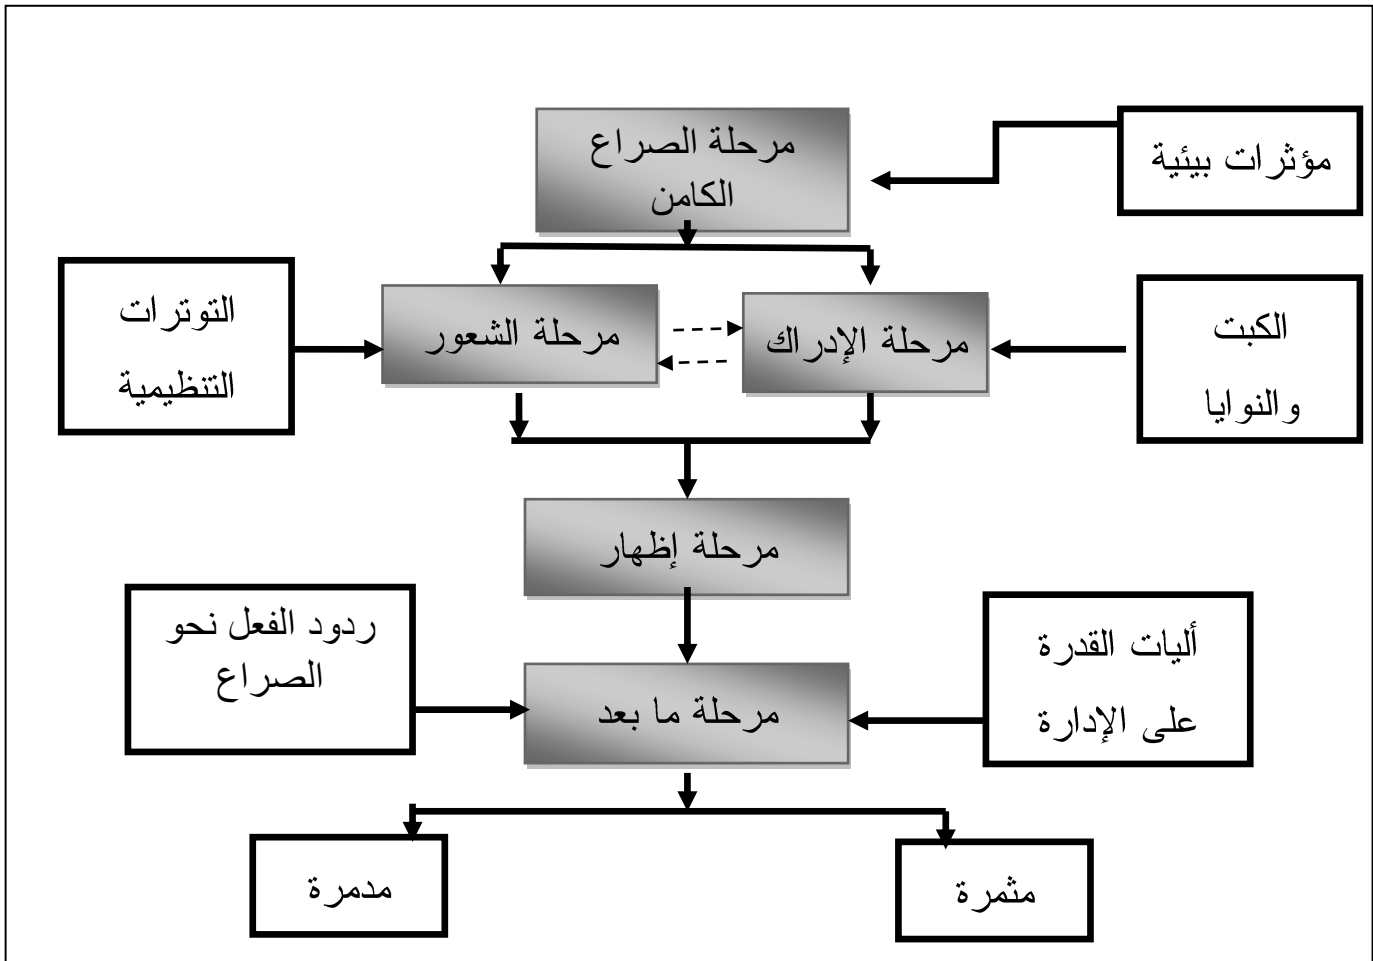 مرحلة الصراع
الكامن
مؤثرات بيئية
الكبت
والنوايا
مرحلة الإدراك
مرحلة الشعور
التوترات
التنظيمية
مرحلة إظهار
أليات القدرة
على الإدارة
مرحلة ما بعد
ردود الفعل نحو
الصراع
مثمرة
مدمرة